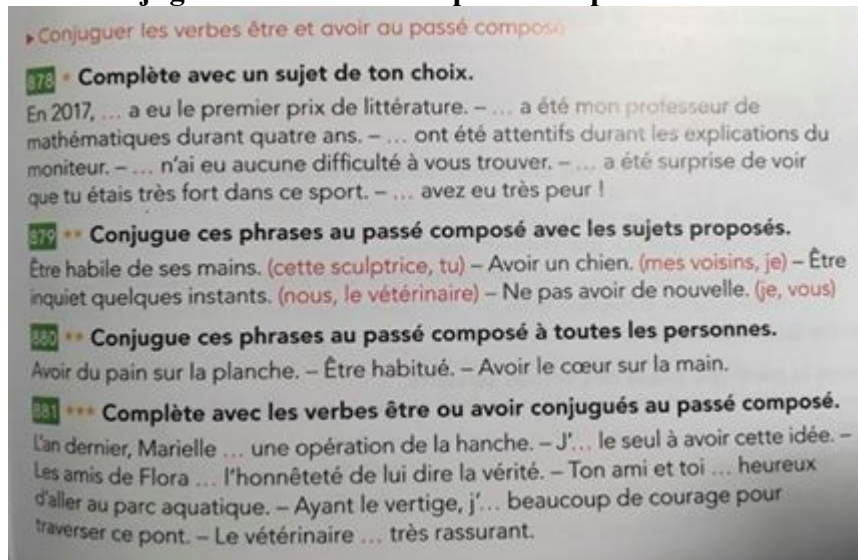 ▸Conjuguer les verbes être et avoir au passé composé
878 * Complète avec un sujet de ton choix.
En 2017, ... a eu le premier prix de littérature. – ... a été mon professeur de
mathématiques durant quatre ans. – ... ont été attentifs durant les explications du
moniteur. – ... n'ai eu aucune difficulté à vous trouver. – ... a été surprise de voir
que tu étais très fort dans ce sport. – ... avez eu très peur !
879 ** Conjugue ces phrases au passé composé avec les sujets proposés.
Être habile de ses mains. (cette sculptrice, tu) – Avoir un chien. (mes voisins, je) – Être
inquiet quelques instants. (nous, le vétérinaire) – Ne pas avoir de nouvelle. (je, vous)
880 ** Conjugue ces phrases au passé composé à toutes les personnes.
Avoir du pain sur la planche. – Être habitué. – Avoir le cœur sur la main.
881 *** Complète avec les verbes être ou avoir conjugués au passé composé.
L'an dernier, Marielle ... une opération de la hanche. – J'... le seul à avoir cette idée. –
Les amis de Flora ... l'honnêteté de lui dire la vérité. – Ton ami et toi ... heureux
d'aller au parc aquatique. – Ayant le vertige, j'... beaucoup de courage pour
traverser ce pont. – Le vétérinaire ... très rassurant.